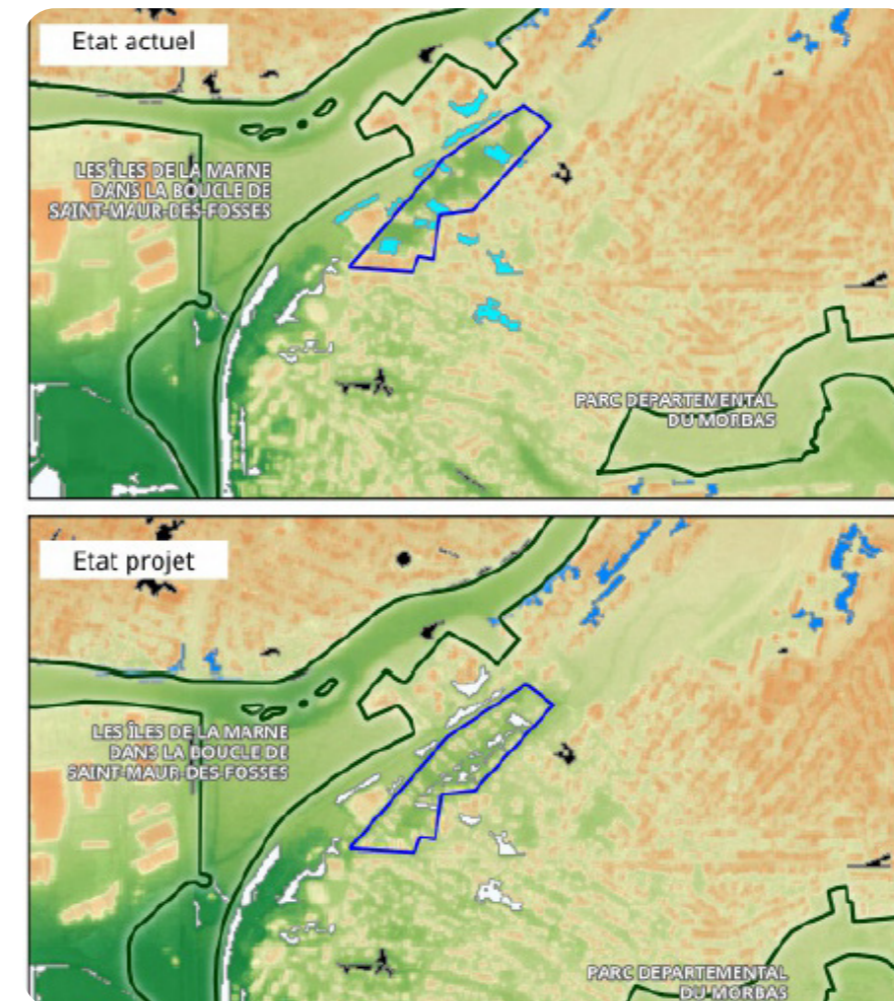 Etat actuel
LES ÎLES DE LA MARNE
DANS LA BOUCLE DE
SAINT-MAUR-DES-FOSSES
PARC DEPARTEMENTAL
DU MORBAS
Etat projet
LES ÎLES DE LA MARNE
DANS LA BOUCLE DE
SAINT-MAUR-DES-FOSSES
PARC DEPARTEMENTAL
DU MORBAS